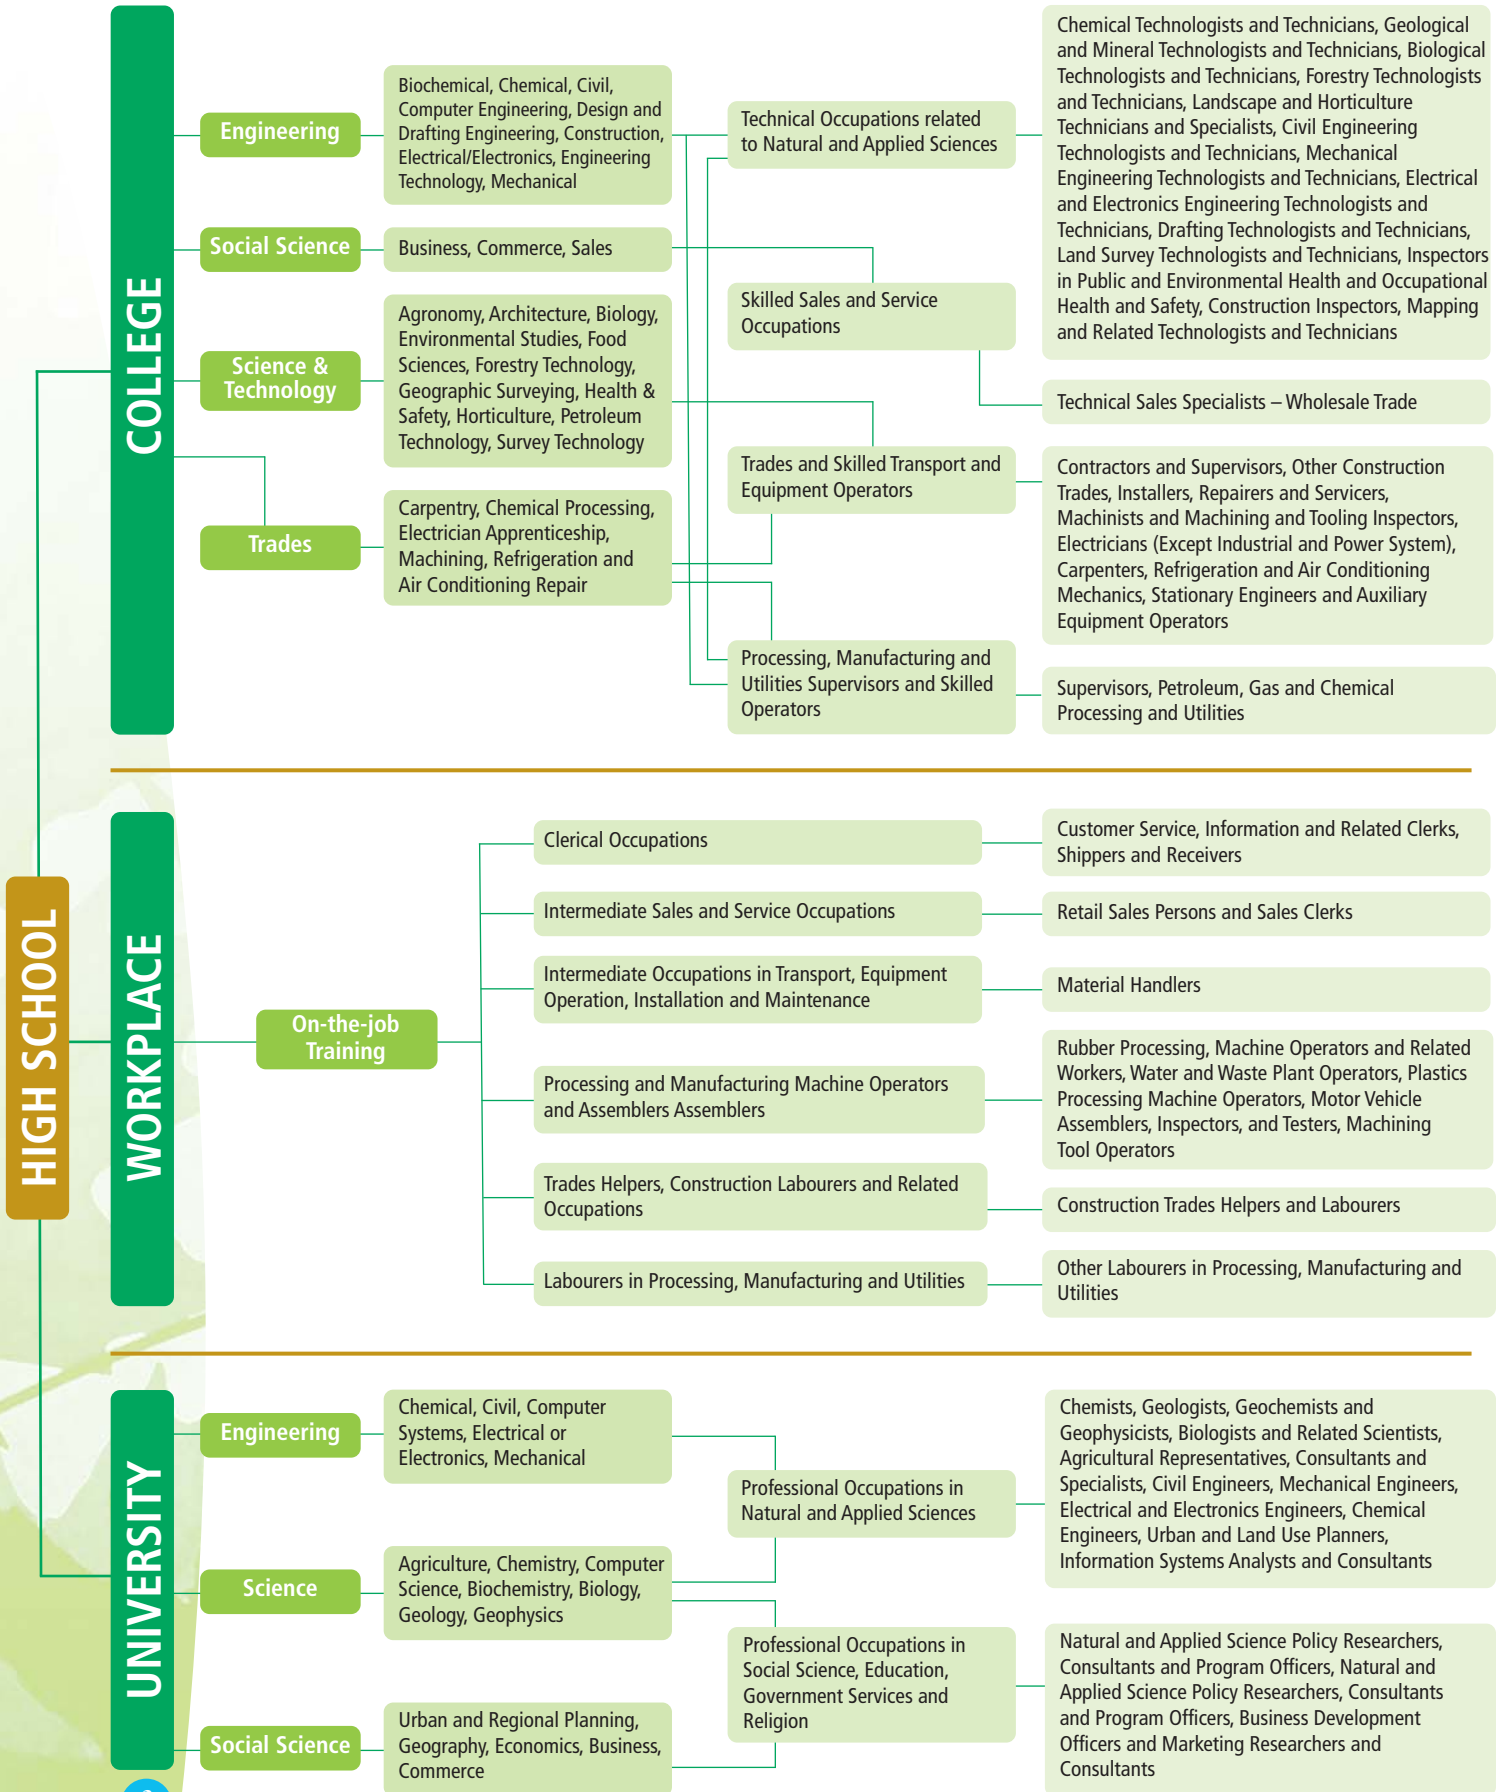 HIGH SCHOOL
COLLEGE
Engineering
Biochemical, Chemical, Civil,
Computer Engineering, Design and
Drafting Engineering, Construction,
Electrical/Electronics, Engineering
Technology, Mechanical
Social Science
Business, Commerce, Sales
Science &
Technology
Agronomy, Architecture, Biology,
Environmental Studies, Food
Sciences, Forestry Technology,
Geographic Surveying, Health &
Safety, Horticulture, Petroleum
Technology, Survey Technology
Trades
Carpentry, Chemical Processing,
Electrician Apprenticeship,
Machining, Refrigeration and
Air Conditioning Repair
Technical Occupations related
to Natural and Applied Sciences
Skilled Sales and Service
Occupations
Trades and Skilled Transport and
Equipment Operators
Processing, Manufacturing and
Utilities Supervisors and Skilled
Operators
Chemical Technologists and Technicians, Geological
and Mineral Technologists and Technicians, Biological
Technologists and Technicians, Forestry Technologists
and Technicians, Landscape and Horticulture
Technicians and Specialists, Civil Engineering
Technologists and Technicians, Mechanical
Engineering Technologists and Technicians, Electrical
and Electronics Engineering Technologists and
Technicians, Drafting Technologists and Technicians,
Land Survey Technologists and Technicians, Inspectors
in Public and Environmental Health and Occupational
Health and Safety, Construction Inspectors, Mapping
and Related Technologists and Technicians
Technical Sales Specialists – Wholesale Trade
Contractors and Supervisors, Other Construction
Trades, Installers, Repairers and Servicers,
Machinists and Machining and Tooling Inspectors,
Electricians (Except Industrial and Power System),
Carpenters, Refrigeration and Air Conditioning
Mechanics, Stationary Engineers and Auxiliary
Equipment Operators
Supervisors, Petroleum, Gas and Chemical
Processing and Utilities
WORKPLACE
On-the-job
Training
Clerical Occupations
Customer Service, Information and Related Clerks,
Shippers and Receivers
Intermediate Sales and Service Occupations
Retail Sales Persons and Sales Clerks
Intermediate Occupations in Transport, Equipment
Operation, Installation and Maintenance
Material Handlers
Processing and Manufacturing Machine Operators
and Assemblers Assemblers
Rubber Processing, Machine Operators and Related
Workers, Water and Waste Plant Operators, Plastics
Processing Machine Operators, Motor Vehicle
Assemblers, Inspectors, and Testers, Machining
Tool Operators
Trades Helpers, Construction Labourers and Related
Occupations
Construction Trades Helpers and Labourers
Labourers in Processing, Manufacturing and Utilities
Other Labourers in Processing, Manufacturing and
Utilities
UNIVERSITY
Engineering
Chemical, Civil, Computer
Systems, Electrical or
Electronics, Mechanical
Science
Agriculture, Chemistry, Computer
Science, Biochemistry, Biology,
Geology, Geophysics
Social Science
Urban and Regional Planning,
Geography, Economics, Business,
Commerce
Professional Occupations in
Natural and Applied Sciences
Professional Occupations in
Social Science, Education,
Government Services and
Religion
Chemists, Geologists, Geochemists and
Geophysicists, Biologists and Related Scientists,
Agricultural Representatives, Consultants and
Specialists, Civil Engineers, Mechanical Engineers,
Electrical and Electronics Engineers, Chemical
Engineers, Urban and Land Use Planners,
Information Systems Analysts and Consultants
Natural and Applied Science Policy Researchers,
Consultants and Program Officers, Natural and
Applied Science Policy Researchers, Consultants
and Program Officers, Business Development
Officers and Marketing Researchers and
Consultants